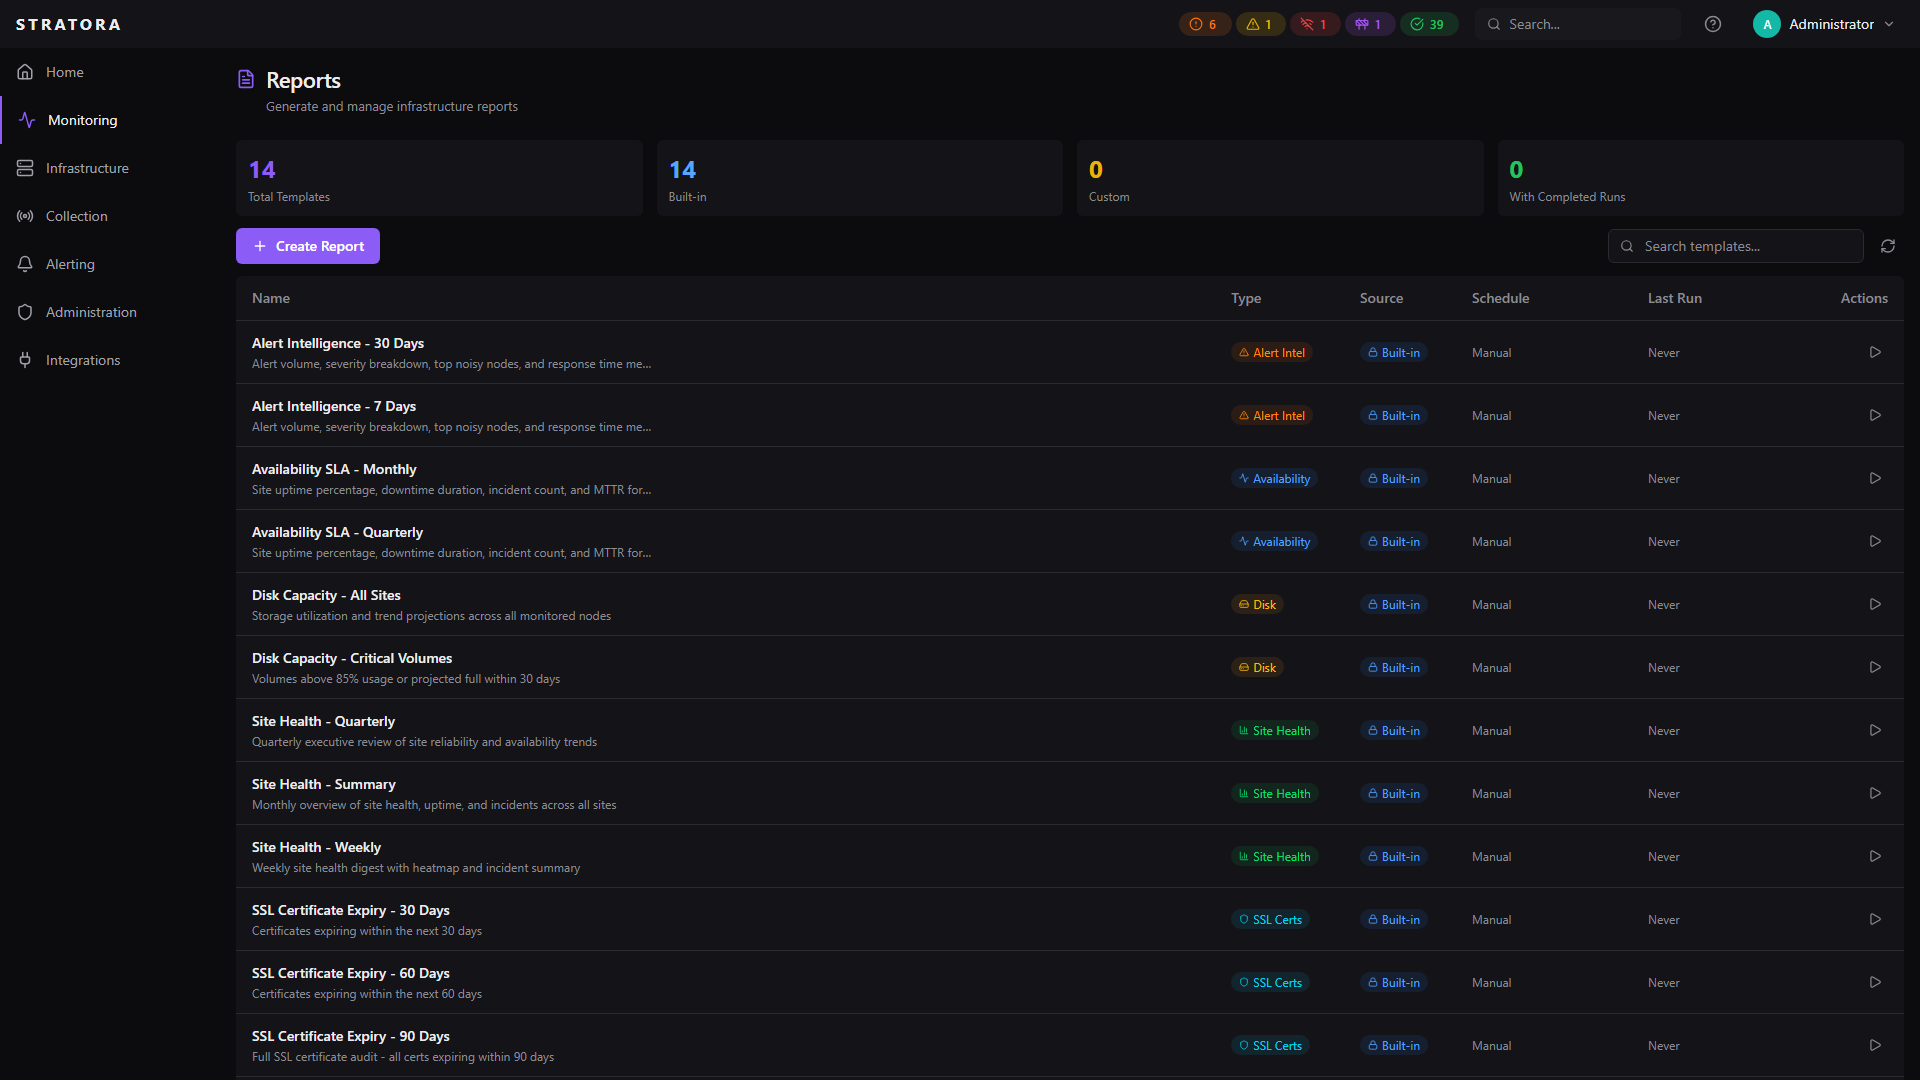 STRATORA
6
1
1
1
39
Search...
A
Administrator
Home
Monitoring
Infrastructure
Collection
Alerting
Administration
Integrations
Reports
Generate and manage infrastructure reports
14
Total Templates
14
Built-in
0
Custom
0
With Completed Runs
Create Report
Search templates...
Name Type Source Schedule Last Run Actions
Alert Intelligence - 30 Days
Alert volume, severity breakdown, top noisy nodes, and response time me...
Alert Intel Built-in Manual Never
Alert Intelligence - 7 Days
Alert volume, severity breakdown, top noisy nodes, and response time me...
Alert Intel Built-in Manual Never
Availability SLA - Monthly
Site uptime percentage, downtime duration, incident count, and MTTR for...
Availability Built-in Manual Never
Availability SLA - Quarterly
Site uptime percentage, downtime duration, incident count, and MTTR for...
Availability Built-in Manual Never
Disk Capacity - All Sites
Storage utilization and trend projections across all monitored nodes
Disk Built-in Manual Never
Disk Capacity - Critical Volumes
Volumes above 85% usage or projected full within 30 days
Disk Built-in Manual Never
Site Health - Quarterly
Quarterly executive review of site reliability and availability trends
Site Health Built-in Manual Never
Site Health - Summary
Monthly overview of site health, uptime, and incidents across all sites
Site Health Built-in Manual Never
Site Health - Weekly
Weekly site health digest with heatmap and incident summary
Site Health Built-in Manual Never
SSL Certificate Expiry - 30 Days
Certificates expiring within the next 30 days
SSL Certs Built-in Manual Never
SSL Certificate Expiry - 60 Days
Certificates expiring within the next 60 days
SSL Certs Built-in Manual Never
SSL Certificate Expiry - 90 Days
Full SSL certificate audit - all certs expiring within 90 days
SSL Certs Built-in Manual Never